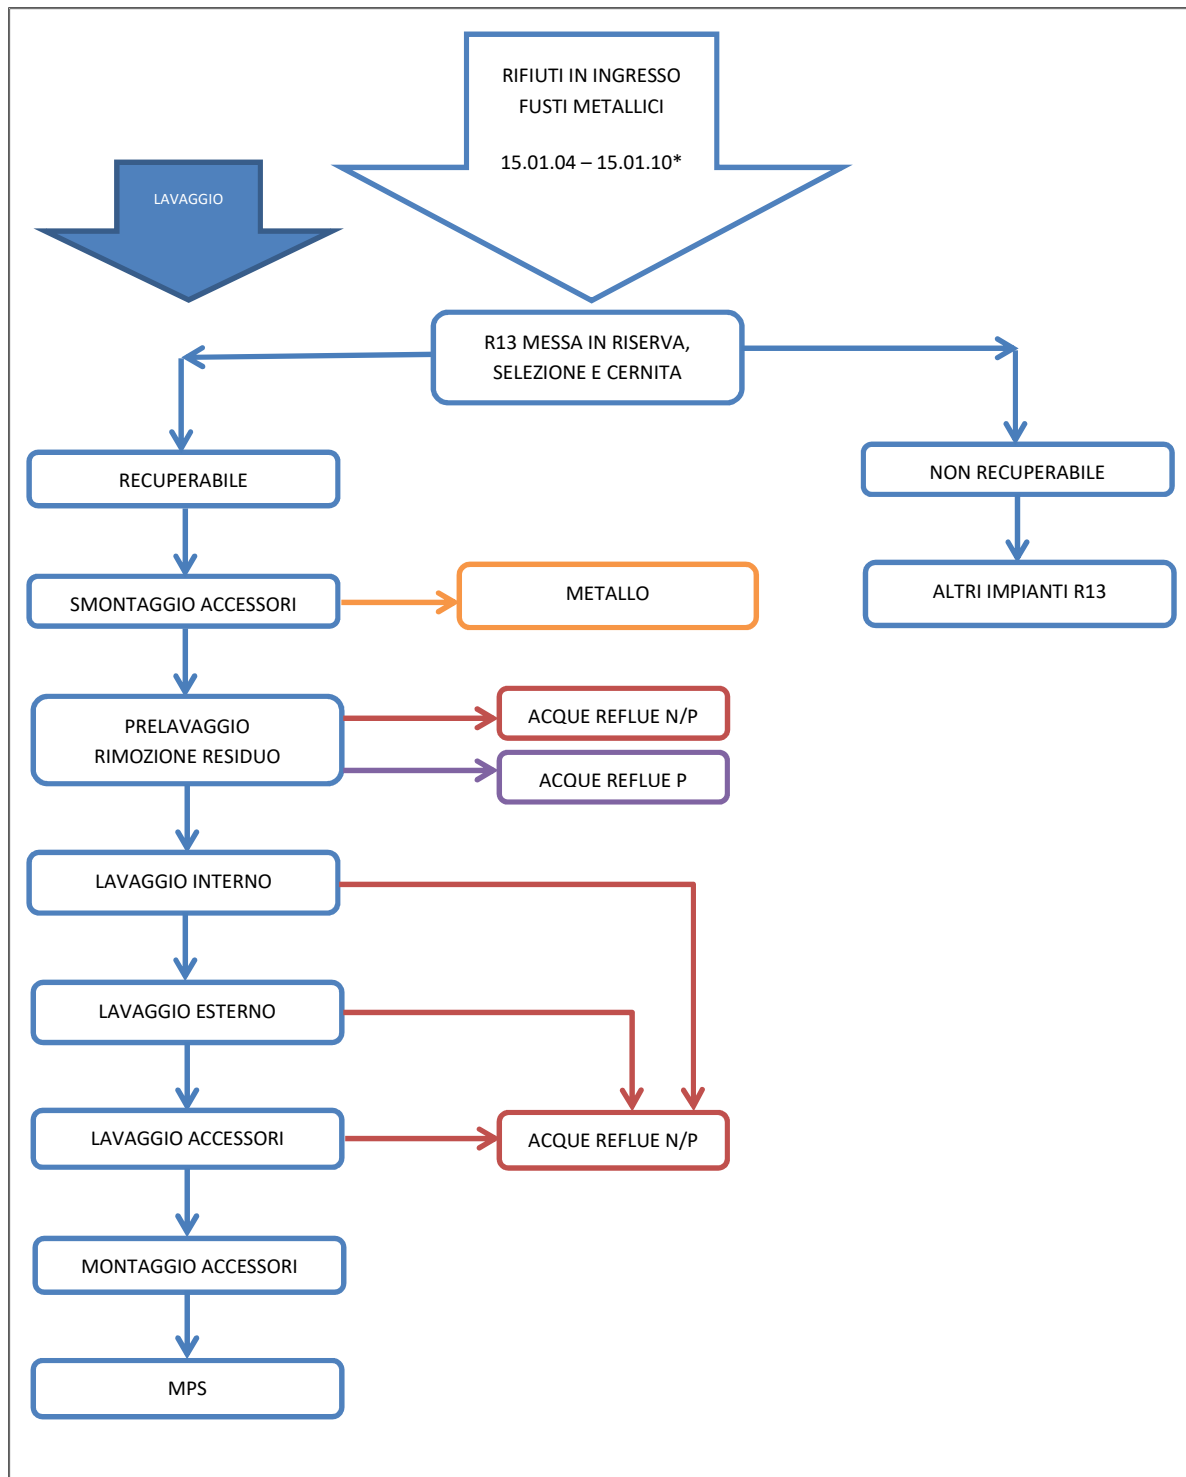 RIFIUTI IN INGRESSO
FUSTI METALLICI
15.01.04 – 15.01.10*
LAVAGGIO
R13 MESSA IN RISERVA,
SELEZIONE E CERNITA
RECUPERABILE
NON RECUPERABILE
SMONTAGGIO ACCESSORI
METALLO
ALTRI IMPIANTI R13
PRELAVAGGIO
RIMOZIONE RESIDUO
ACQUE REFLUE N/P
ACQUE REFLUE P
LAVAGGIO INTERNO
LAVAGGIO ESTERNO
LAVAGGIO ACCESSORI
ACQUE REFLUE N/P
MONTAGGIO ACCESSORI
MPS